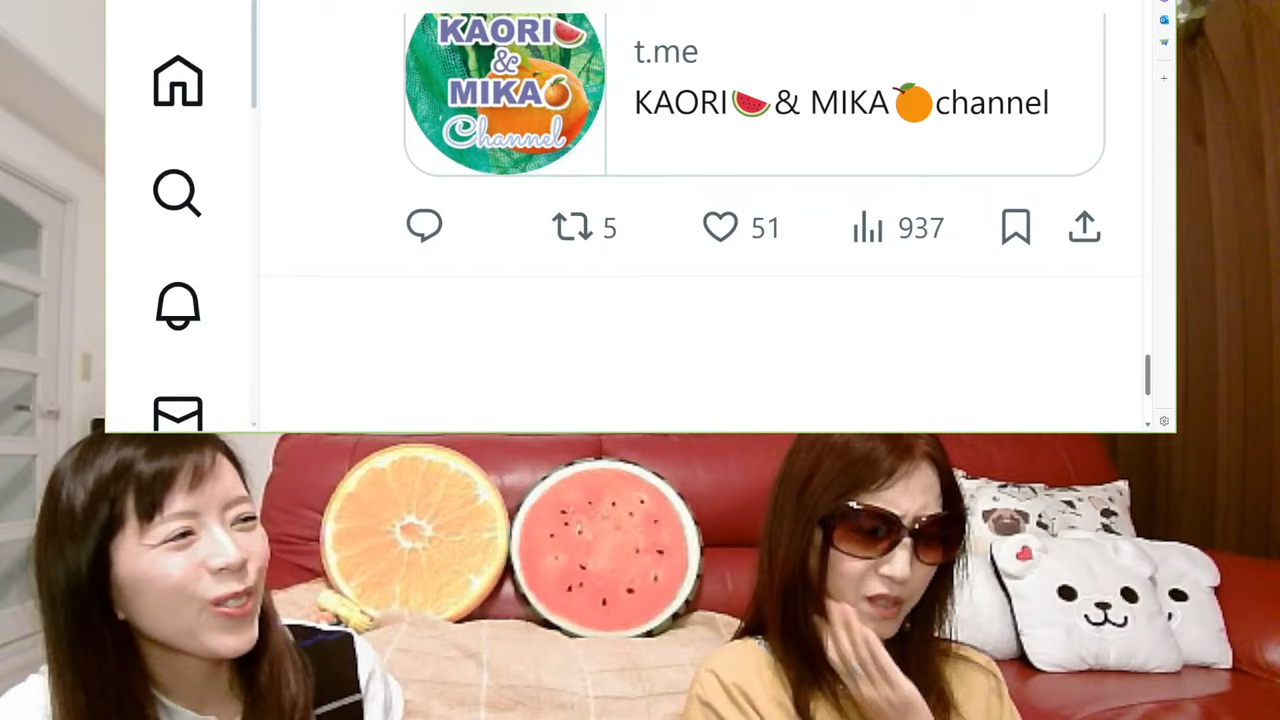 KAORI🍉
&
MIKA🍊
Channel
t.me
KAORI🍉& MIKA🍊channel
5 51 937